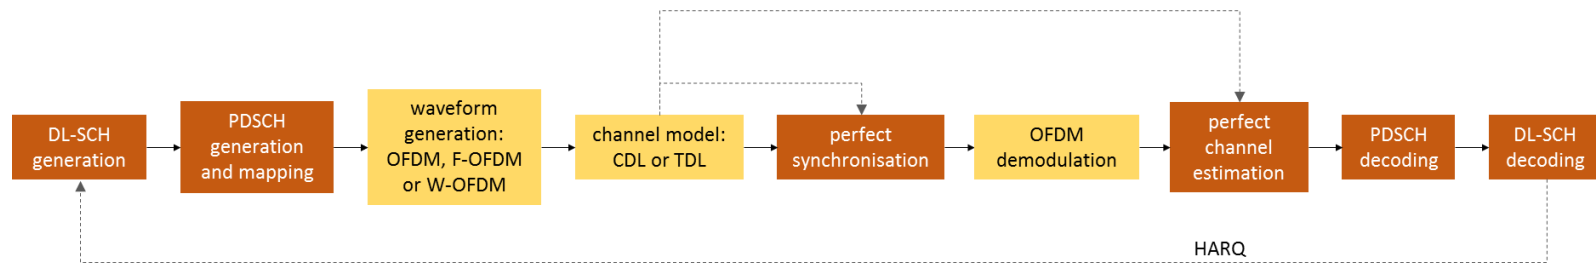 DL-SCH
generation
PDSCH
generation
and mapping
waveform
generation:
OFDM, F-OFDM
or W-OFDM
channel model:
CDL or TDL
perfect
synchronisation
OFDM
demodulation
perfect
channel
estimation
PDSCH
decoding
DL-SCH
decoding
HARQ